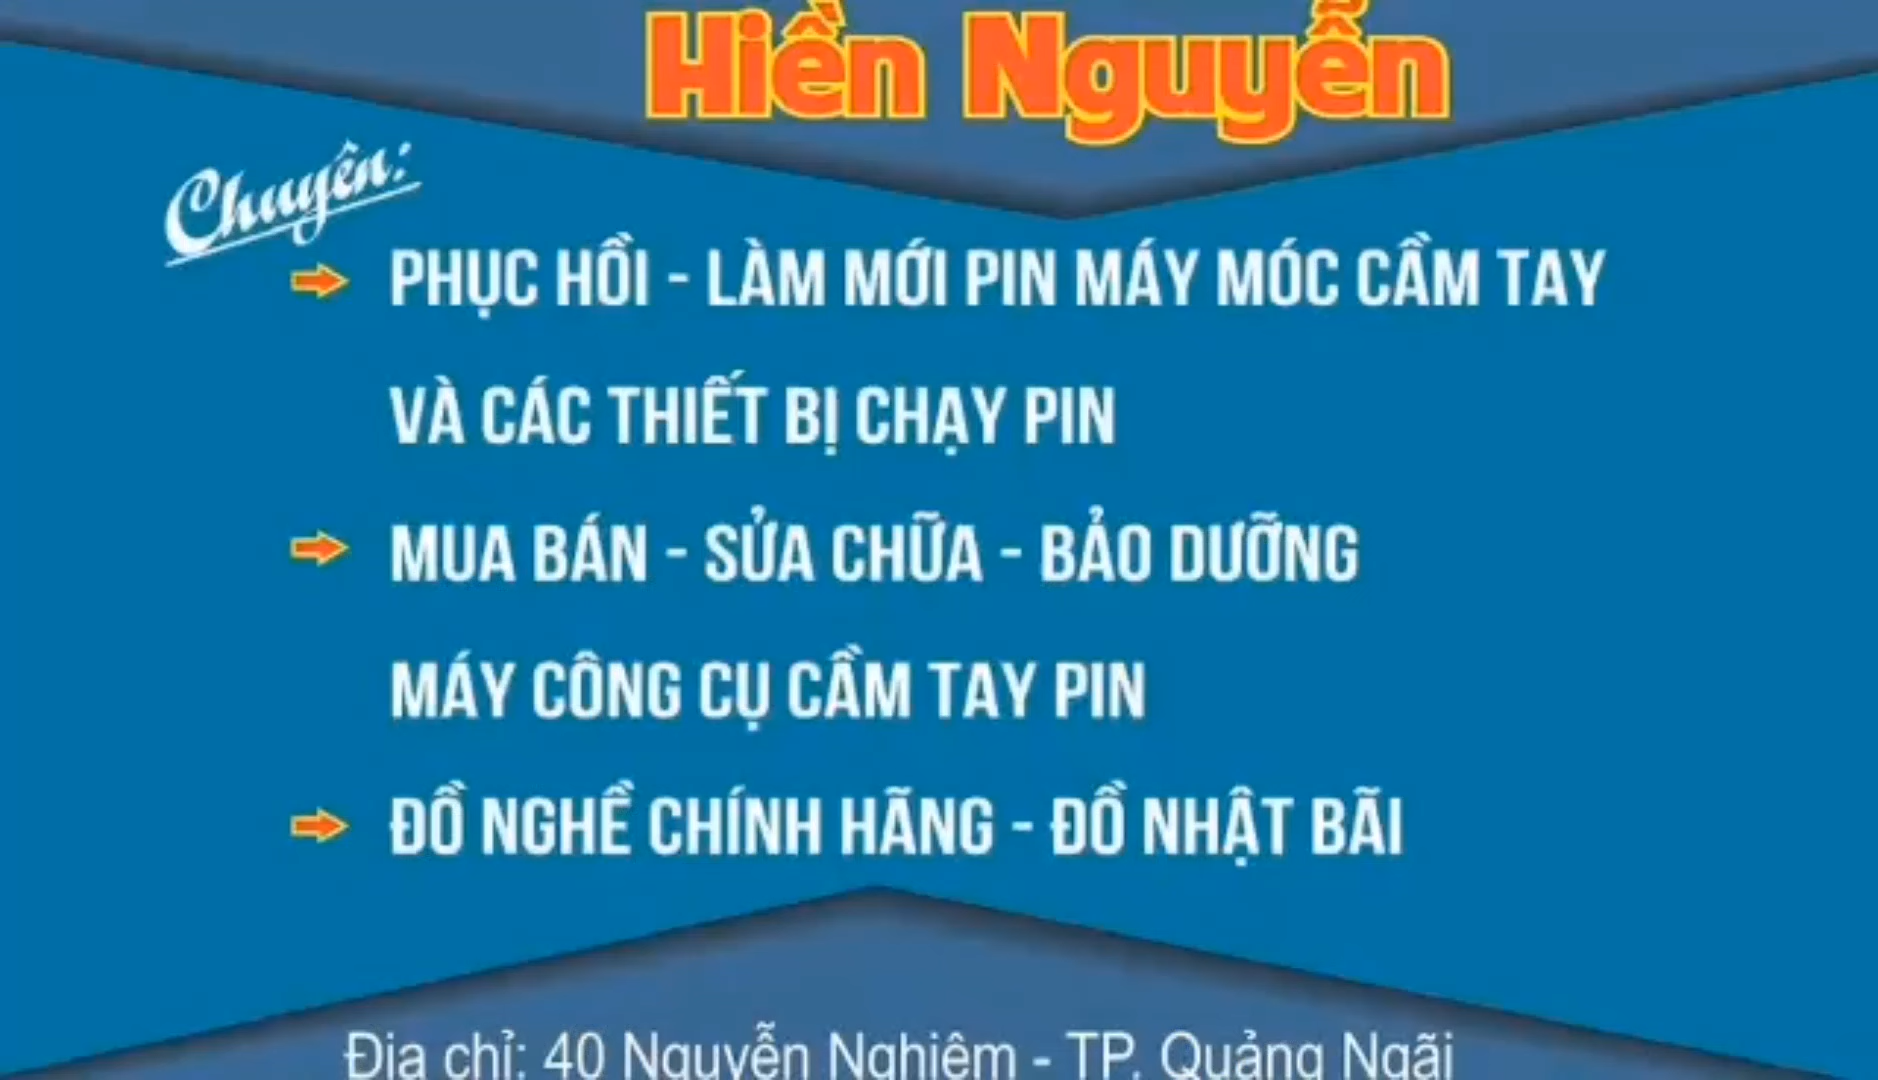 Hiền Nguyễn
Chuyên:
PHỤC HỒI - LÀM MỚI PIN MÁY MÓC CẦM TAY
VÀ CÁC THIẾT BỊ CHẠY PIN
MUA BÁN - SỬA CHỮA - BẢO DƯỠNG
MÁY CÔNG CỤ CẦM TAY PIN
ĐỒ NGHỀ CHÍNH HÃNG - ĐỒ NHẬT BÃI
Địa chỉ: 40 Nguyễn Nghiêm - TP. Quảng Ngãi